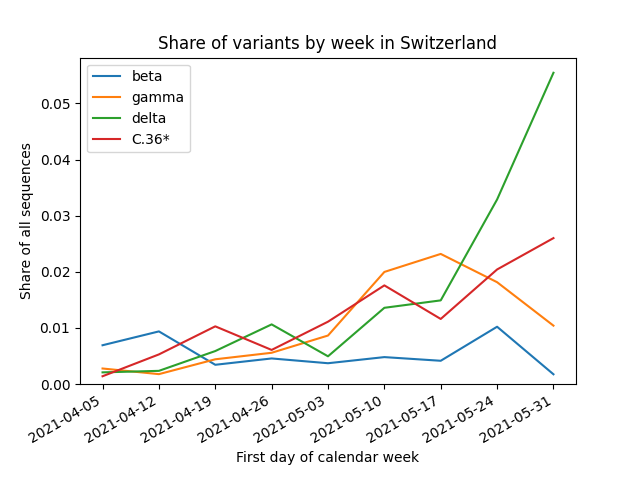 Share of variants by week in Switzerland
beta
gamma
delta
C.36*
0.05
0.04
0.03
0.02
0.01
0.00
Share of all sequences
2021-04-05
2021-04-12
2021-04-19
2021-04-26
2021-05-03
2021-05-10
2021-05-17
2021-05-24
2021-05-31
First day of calendar week